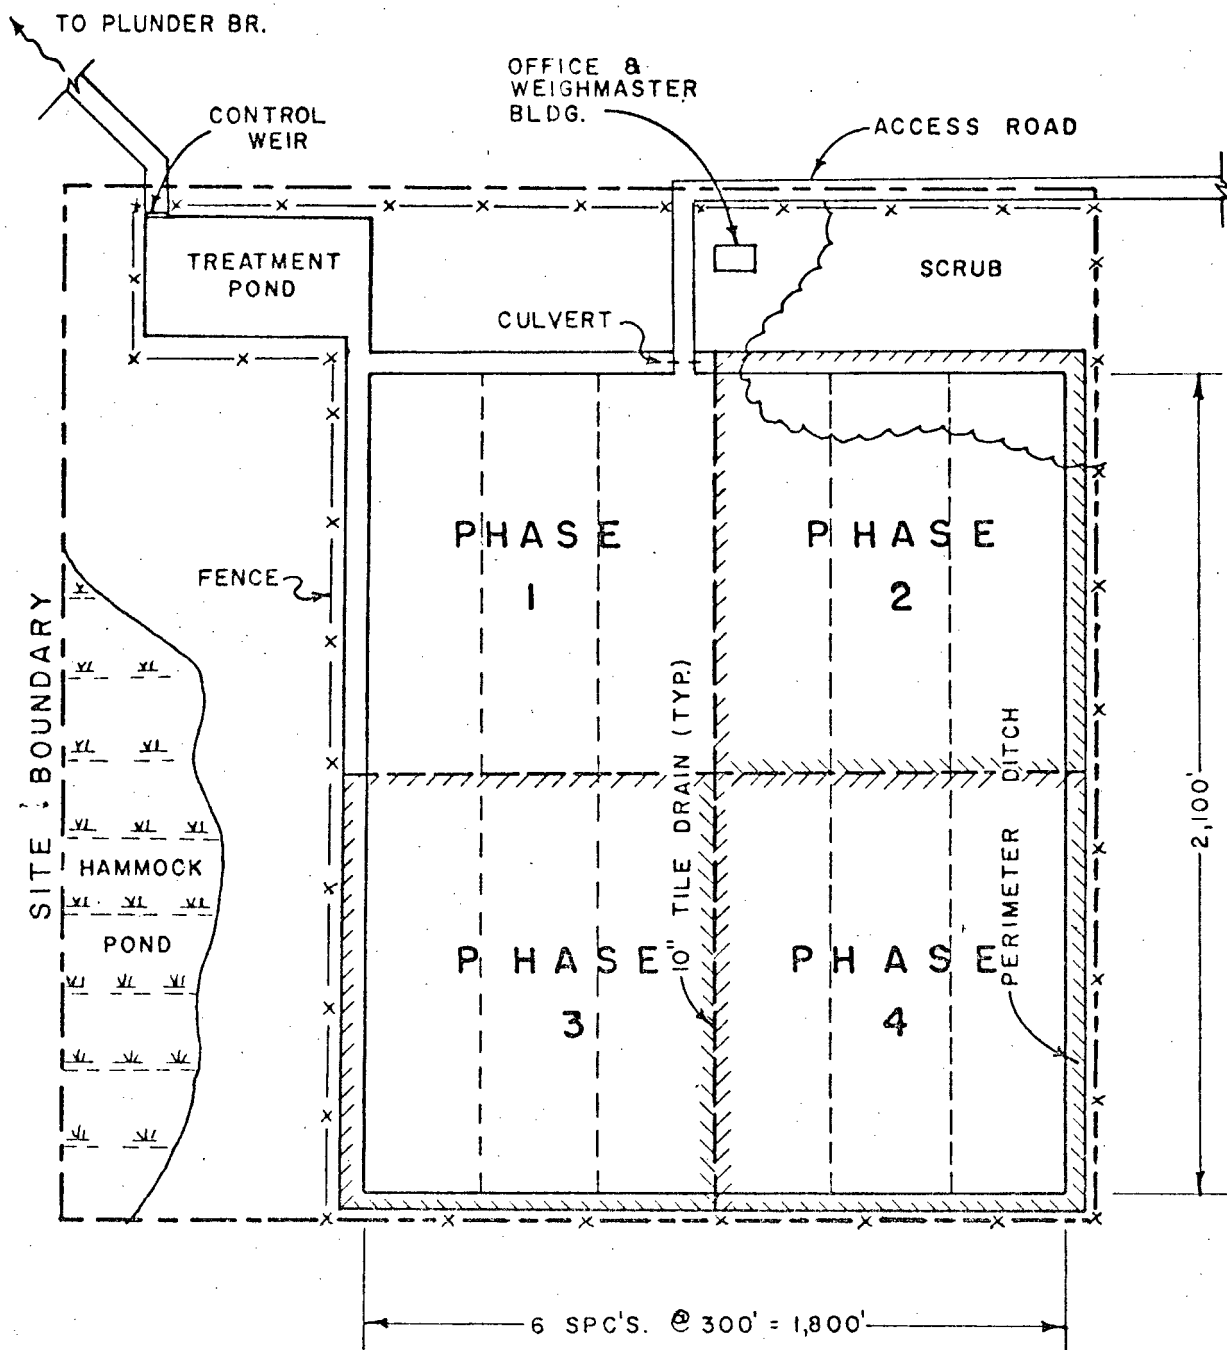 TO PLUNDER BR.
OFFICE &
WEIGHMASTER
BLDG.
CONTROL
WEIR
ACCESS ROAD
TREATMENT
POND
SCRUB
CULVERT
PHASE
1
PHASE
2
FENCE
SITE BOUNDARY
10" TILE DRAIN (TYP.)
PERIMETER DITCH
2,100'
HAMMOCK
POND
PHASE
3
PHASE
4
6 SPC'S. @ 300' = 1,800'